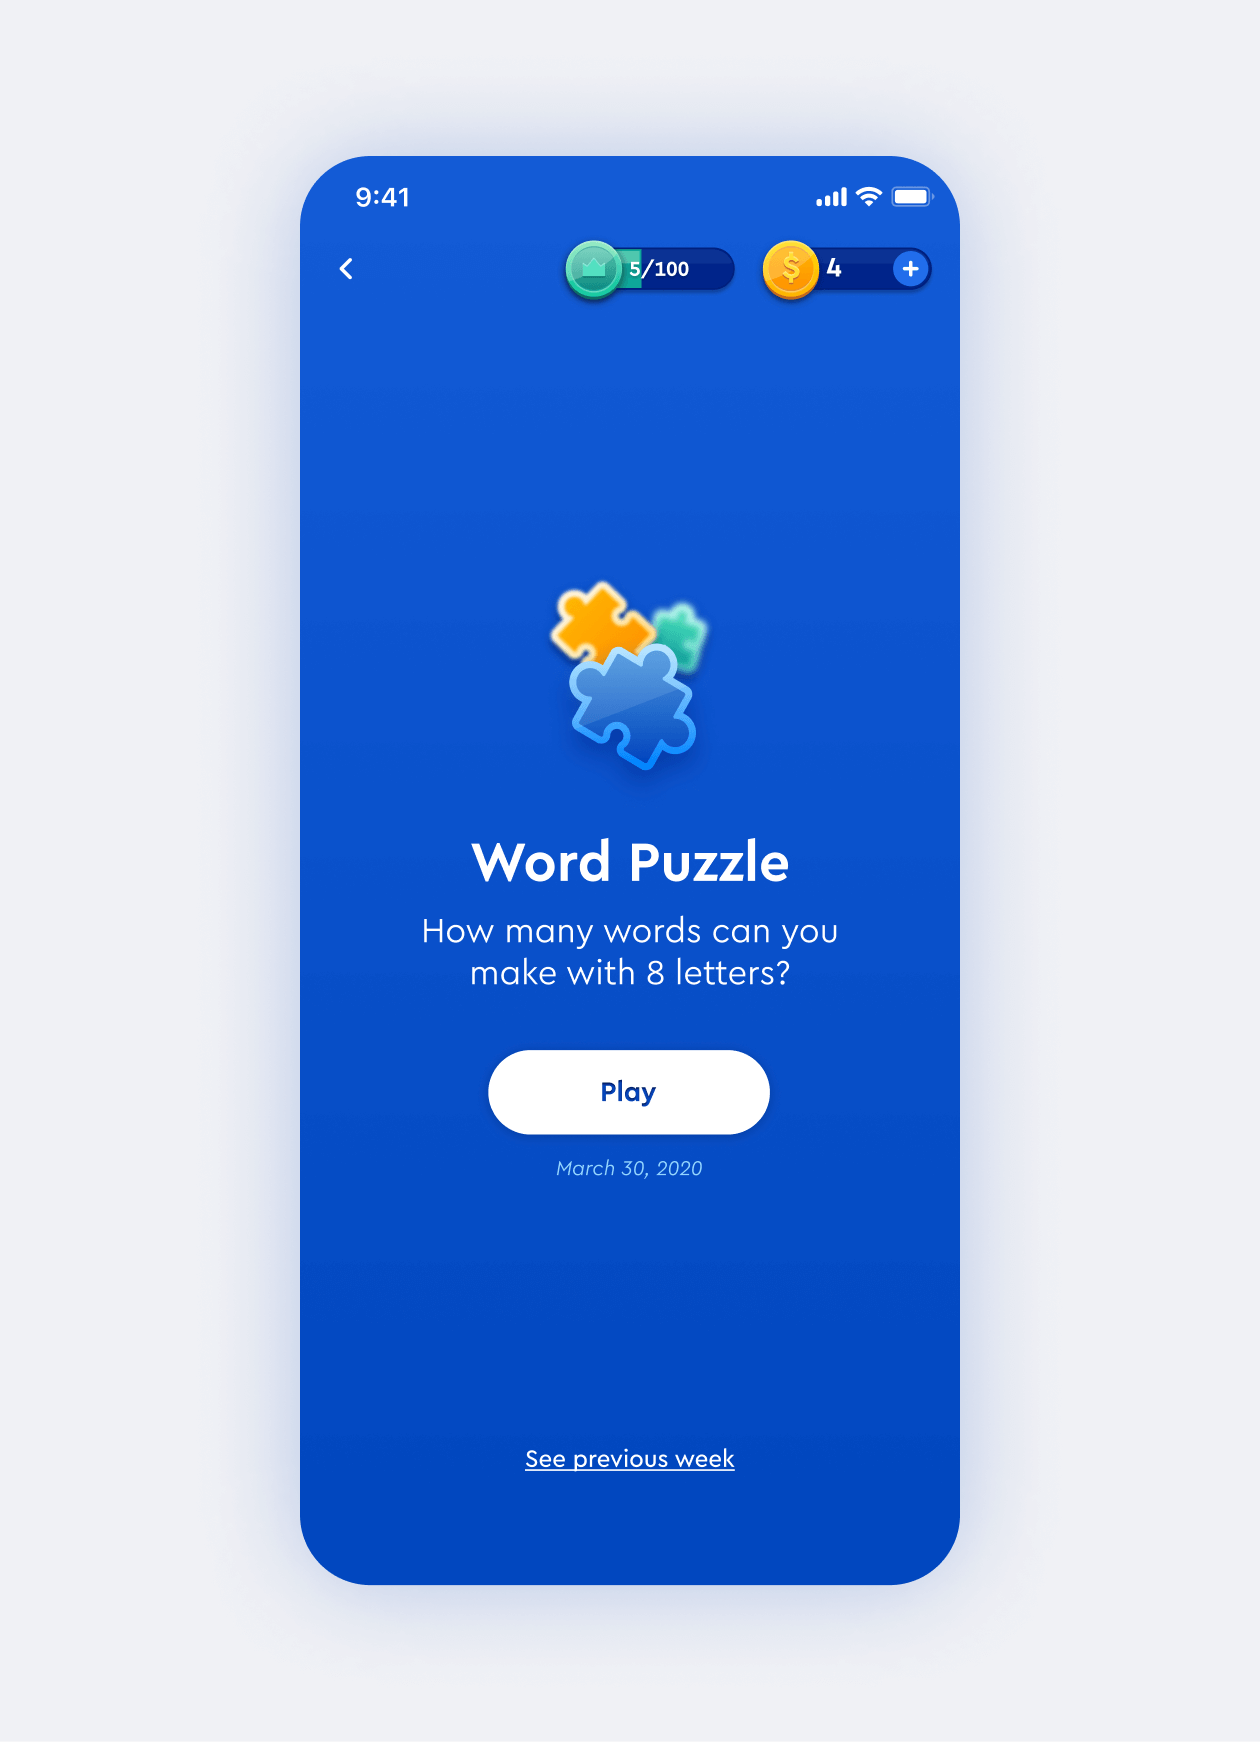 9:41
5/100
$ 4 +
Word Puzzle
How many words can you
make with 8 letters?
Play
March 30, 2020
See previous week